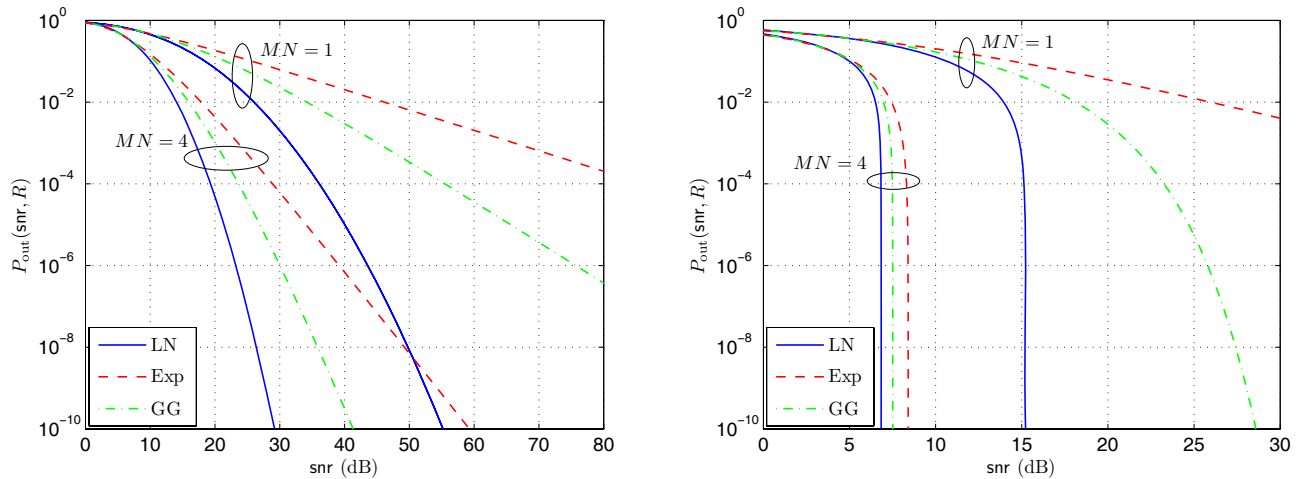 10^0
10^-2
10^-4
10^-6
10^-8
10^-10
P_out(snr, R)
MN = 1
MN = 4
LN
Exp
GG
0 10 20 30 40 50 60 70 80
snr (dB)
10^0
10^-2
10^-4
10^-6
10^-8
10^-10
P_out(snr, R)
MN = 1
MN = 4
LN
Exp
GG
0 5 10 15 20 25 30
snr (dB)